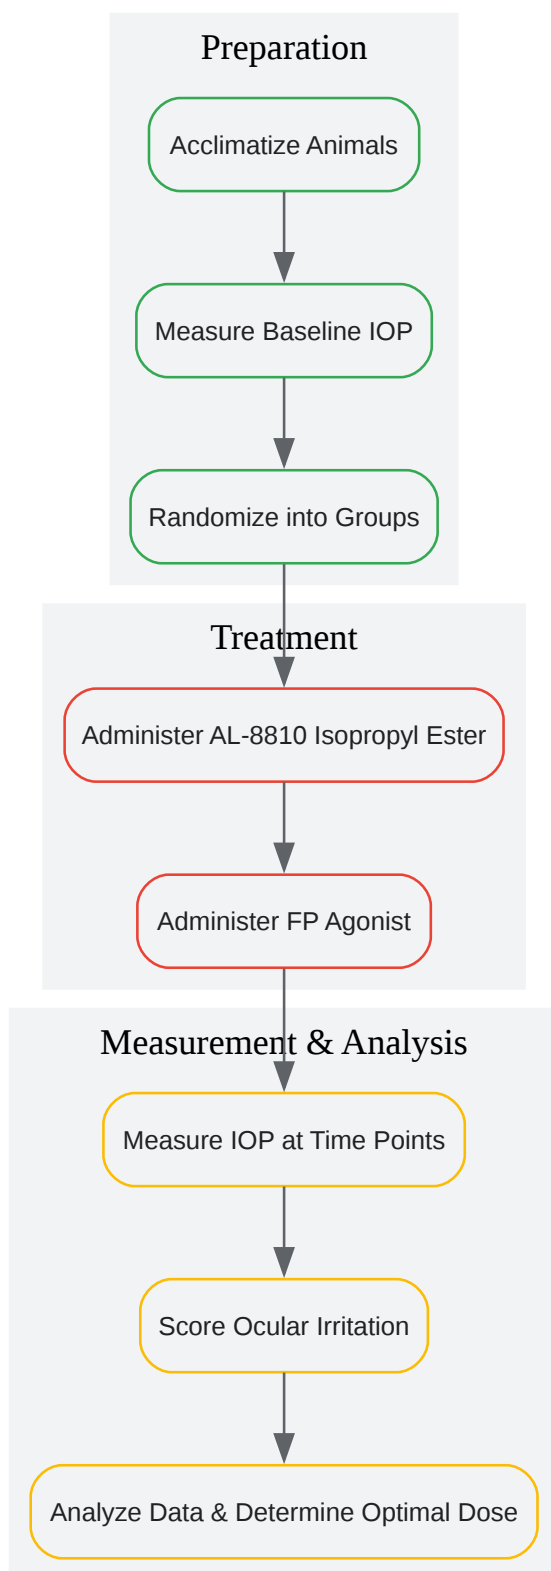 Preparation
Acclimatize Animals
Measure Baseline IOP
Randomize into Groups
Treatment
Administer AL-8810 Isopropyl Ester
Administer FP Agonist
Measurement & Analysis
Measure IOP at Time Points
Score Ocular Irritation
Analyze Data & Determine Optimal Dose